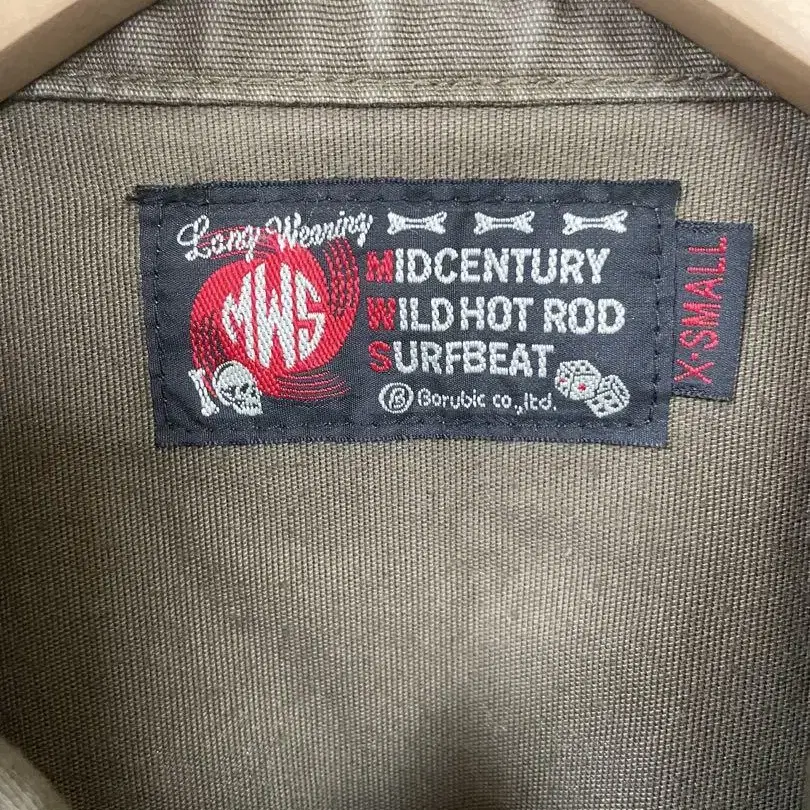 Long Wearing
MWS
MIDCENTURY
WILD HOT ROD
SURFBEAT
B Borubic co.,ltd.
X-SMALL